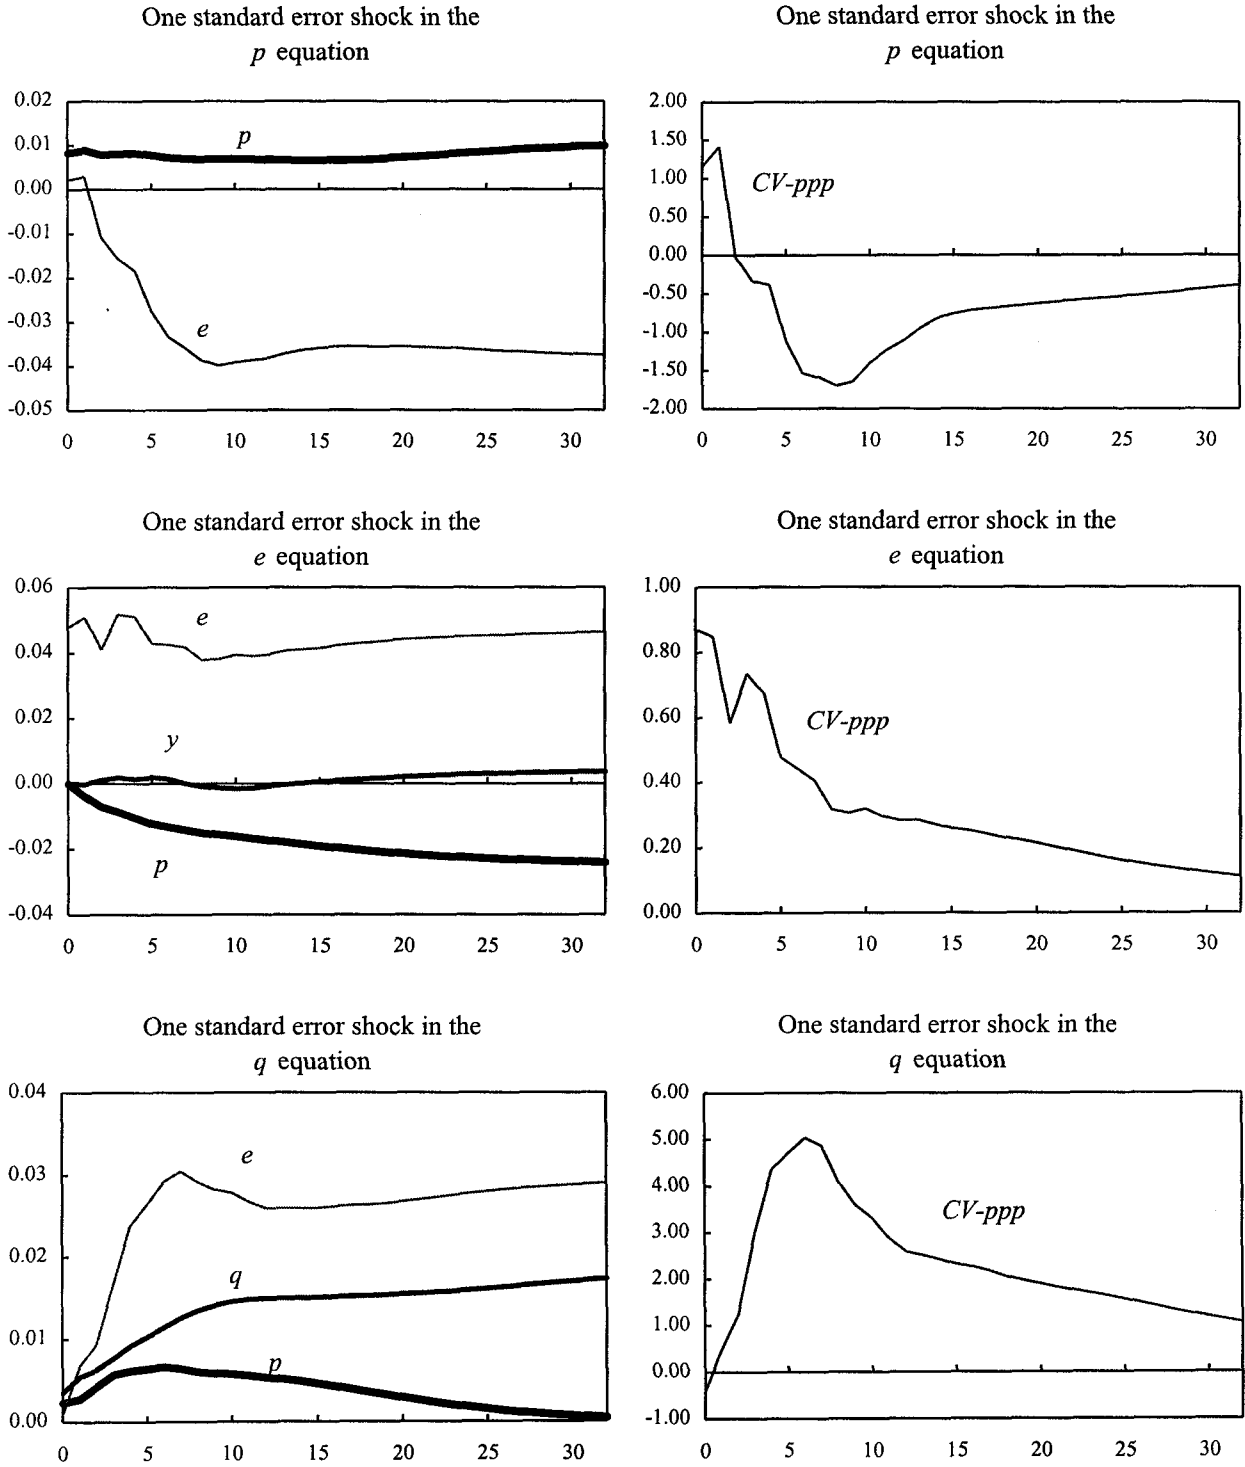 One standard error shock in the
p equation
0.02
0.01
0.00
-0.01
-0.02
-0.03
-0.04
-0.05
p
e
0 5 10 15 20 25 30
One standard error shock in the
p equation
2.00
1.50
1.00
0.50
0.00
-0.50
-1.00
-1.50
-2.00
CV-ppp
0 5 10 15 20 25 30
One standard error shock in the
e equation
0.06
0.04
0.02
0.00
-0.02
-0.04
e
y
p
0 5 10 15 20 25 30
One standard error shock in the
e equation
1.00
0.80
0.60
0.40
0.20
0.00
CV-ppp
0 5 10 15 20 25 30
One standard error shock in the
q equation
0.04
0.03
0.02
0.01
0.00
e
q
p
0 5 10 15 20 25 30
One standard error shock in the
q equation
6.00
5.00
4.00
3.00
2.00
1.00
0.00
-1.00
CV-ppp
0 5 10 15 20 25 30